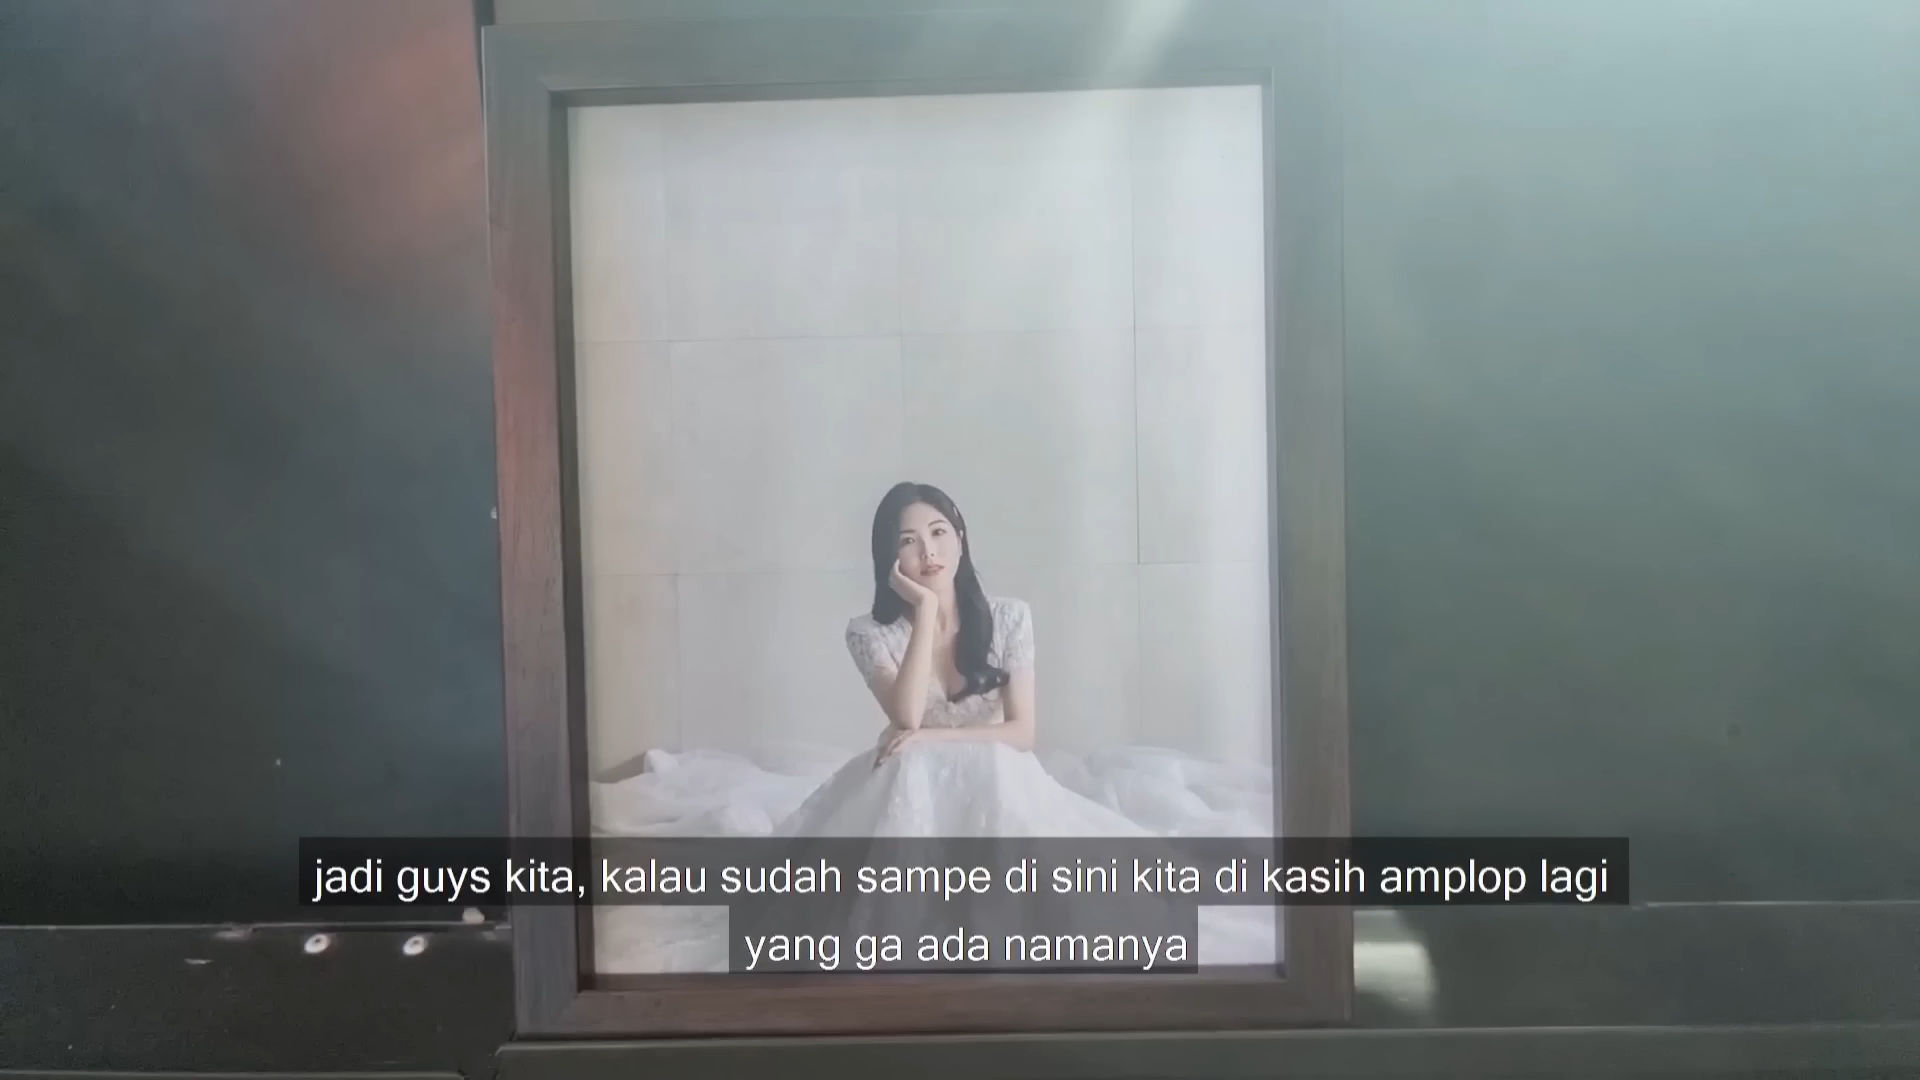 jadi guys kita, kalau sudah sampe di sini kita di kasih amplop lagi
yang ga ada namanya